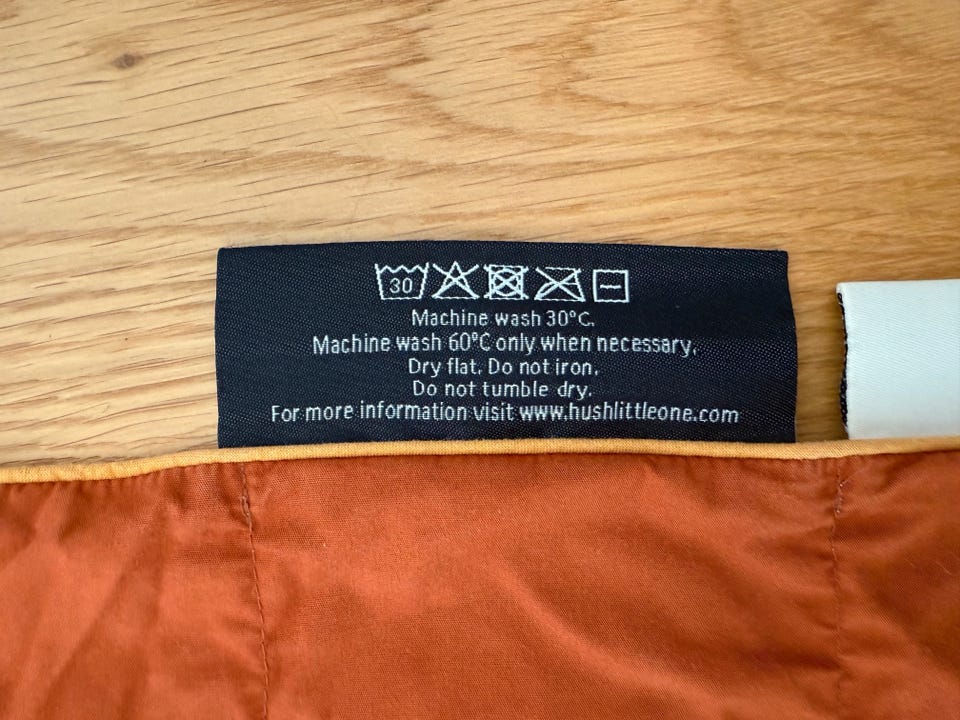 30
Machine wash 30°C.
Machine wash 60°C only when necessary.
Dry flat. Do not iron.
Do not tumble dry.
For more information visit www.hushlittleone.com